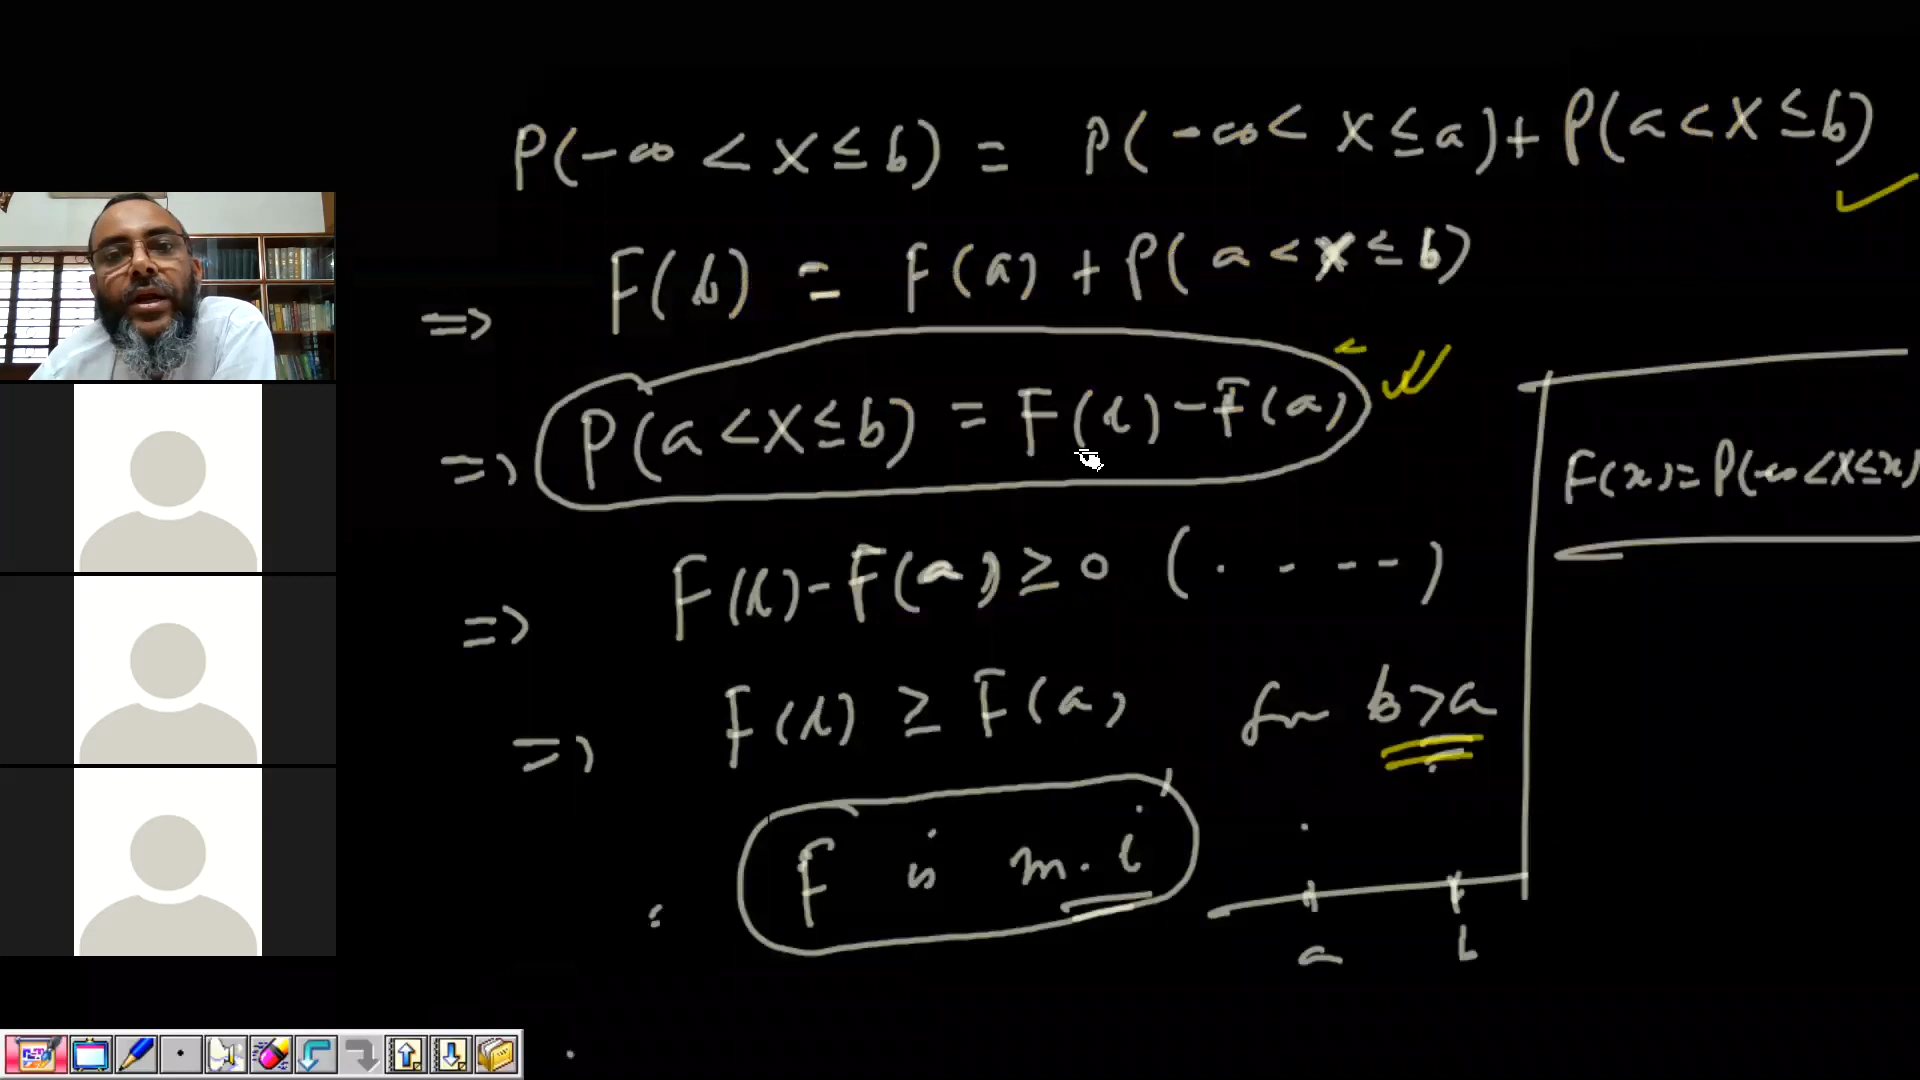 P(-∞ < X ≤ b) = P(-∞ < X ≤ a) + P(a < X ≤ b)
=> F(b) = F(a) + P(a < X ≤ b)
=> P(a < X ≤ b) = F(b) - F(a)
=> F(b) - F(a) ≥ 0 (. - - - -)
=> F(b) ≥ F(a) for b > a
: F is m.i
a b
F(x) = P(-∞ < X ≤ x)